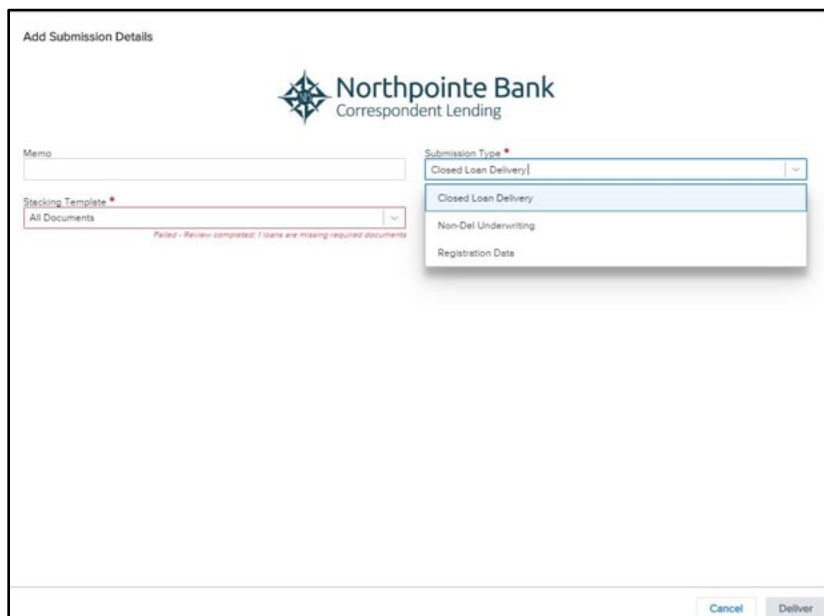 Add Submission Details
Northpointe Bank
Correspondent Lending
Memo
Submission Type *
Closed Loan Delivery
Stacking Template *
All Documents
Failed - Review completed: 1 loans are missing required documents
Closed Loan Delivery
Non-Del Underwriting
Registration Data
Cancel
Deliver